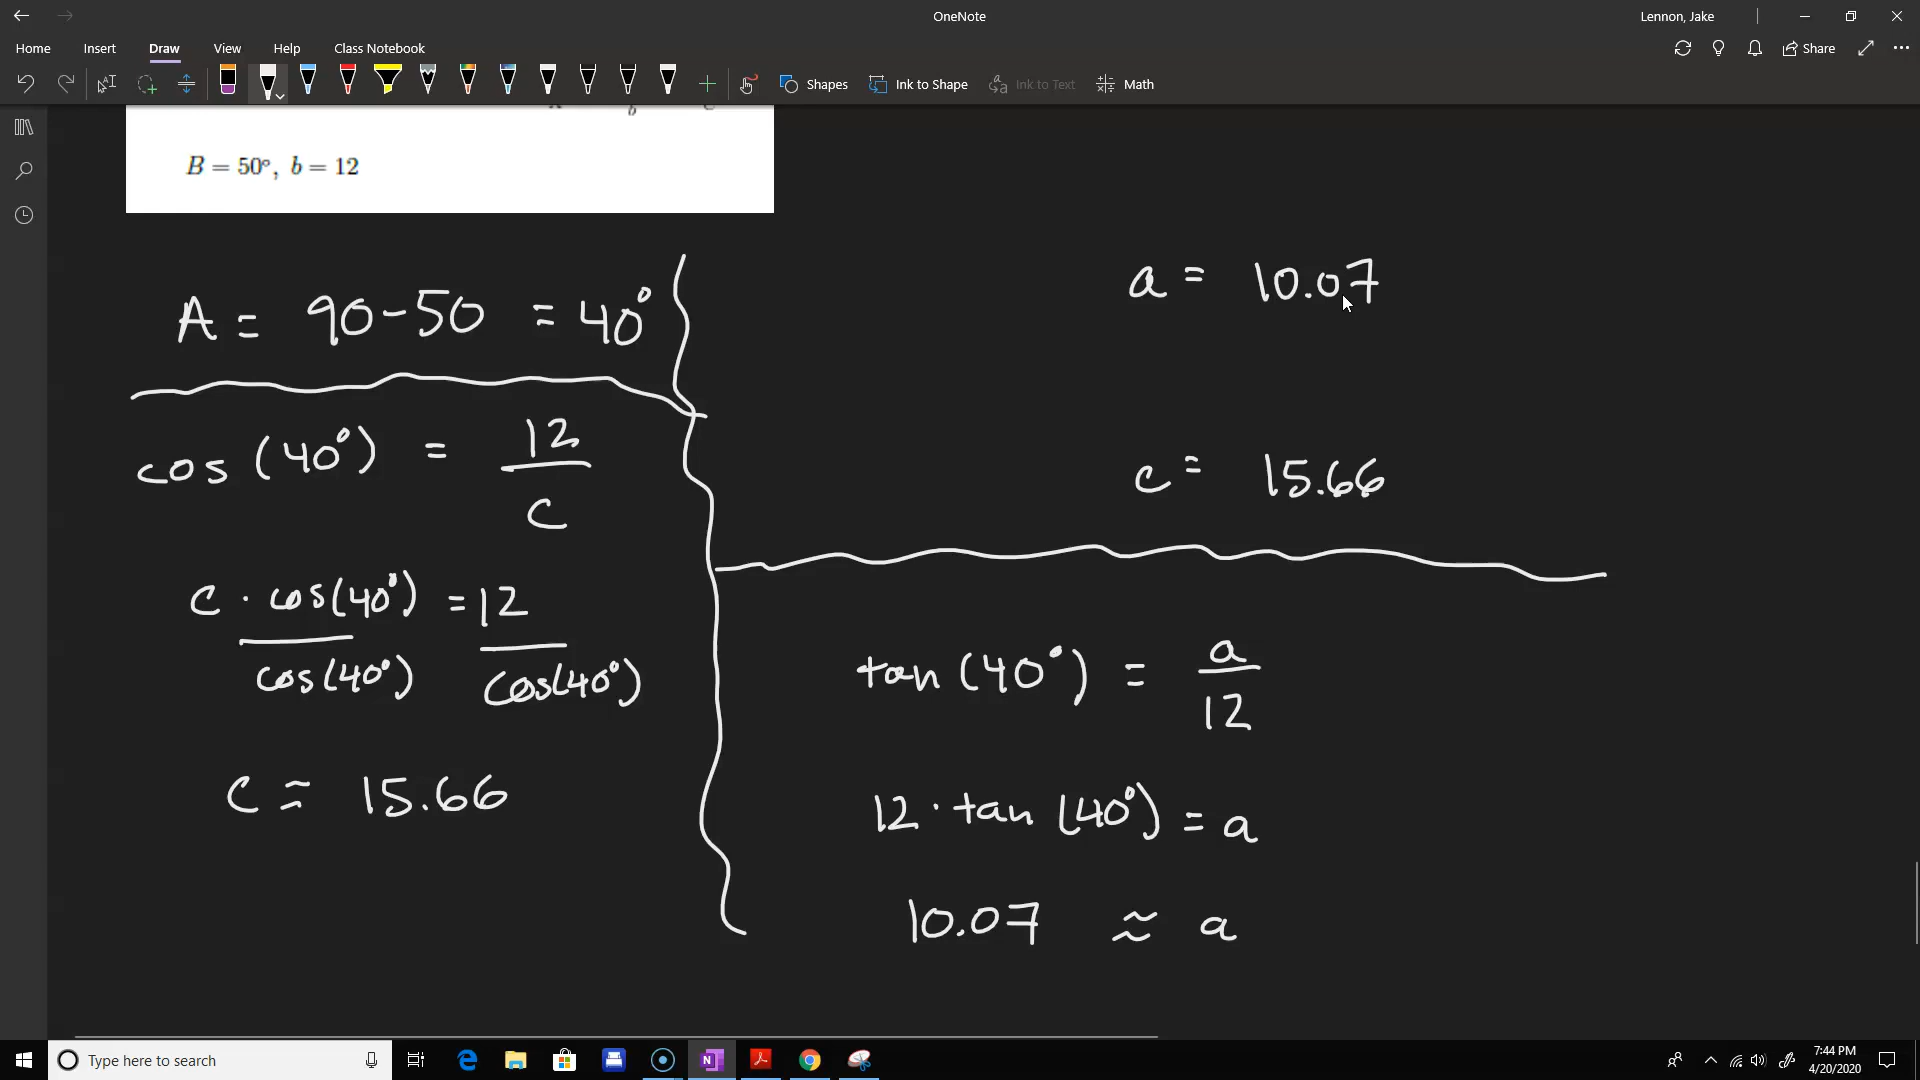 OneNote
Lennon, Jake
Home Insert Draw View Help Class Notebook
Share
Shapes Ink to Shape Ink to Text Math
b
B = 50°, b = 12
A = 90-50 = 40°
cos (40°) = 12/c
c · cos(40°) = 12
cos(40°) cos(40°)
c ≈ 15.66
a = 10.07
c = 15.66
tan (40°) = a/12
12 · tan (40°) = a
10.07 ≈ a
Type here to search
7:44 PM
4/20/2020